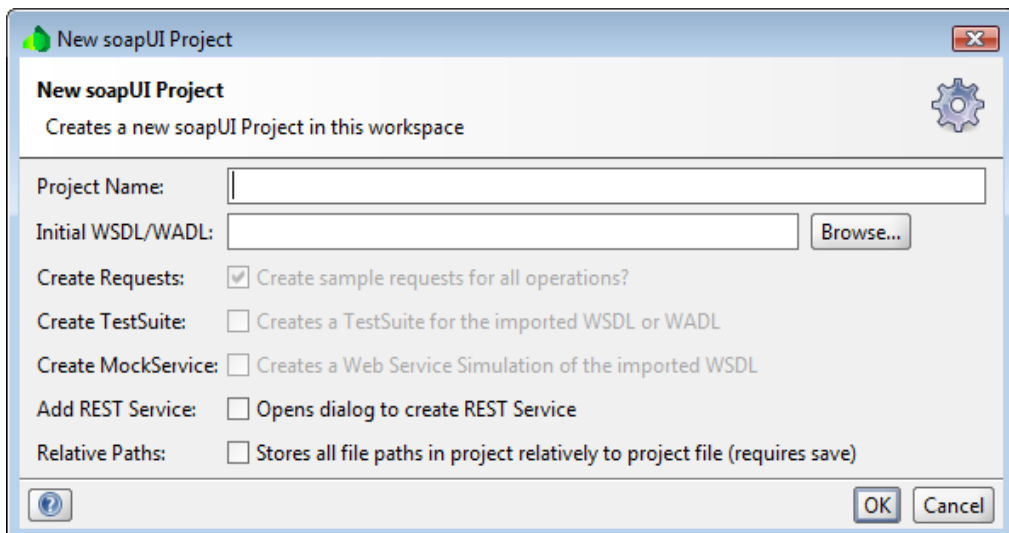 New soapUI Project
New soapUI Project
Creates a new soapUI Project in this workspace
Project Name:
Initial WSDL/WADL: Browse...
Create Requests: Create sample requests for all operations?
Create TestSuite: Creates a TestSuite for the imported WSDL or WADL
Create MockService: Creates a Web Service Simulation of the imported WSDL
Add REST Service: Opens dialog to create REST Service
Relative Paths: Stores all file paths in project relatively to project file (requires save)
? OK Cancel